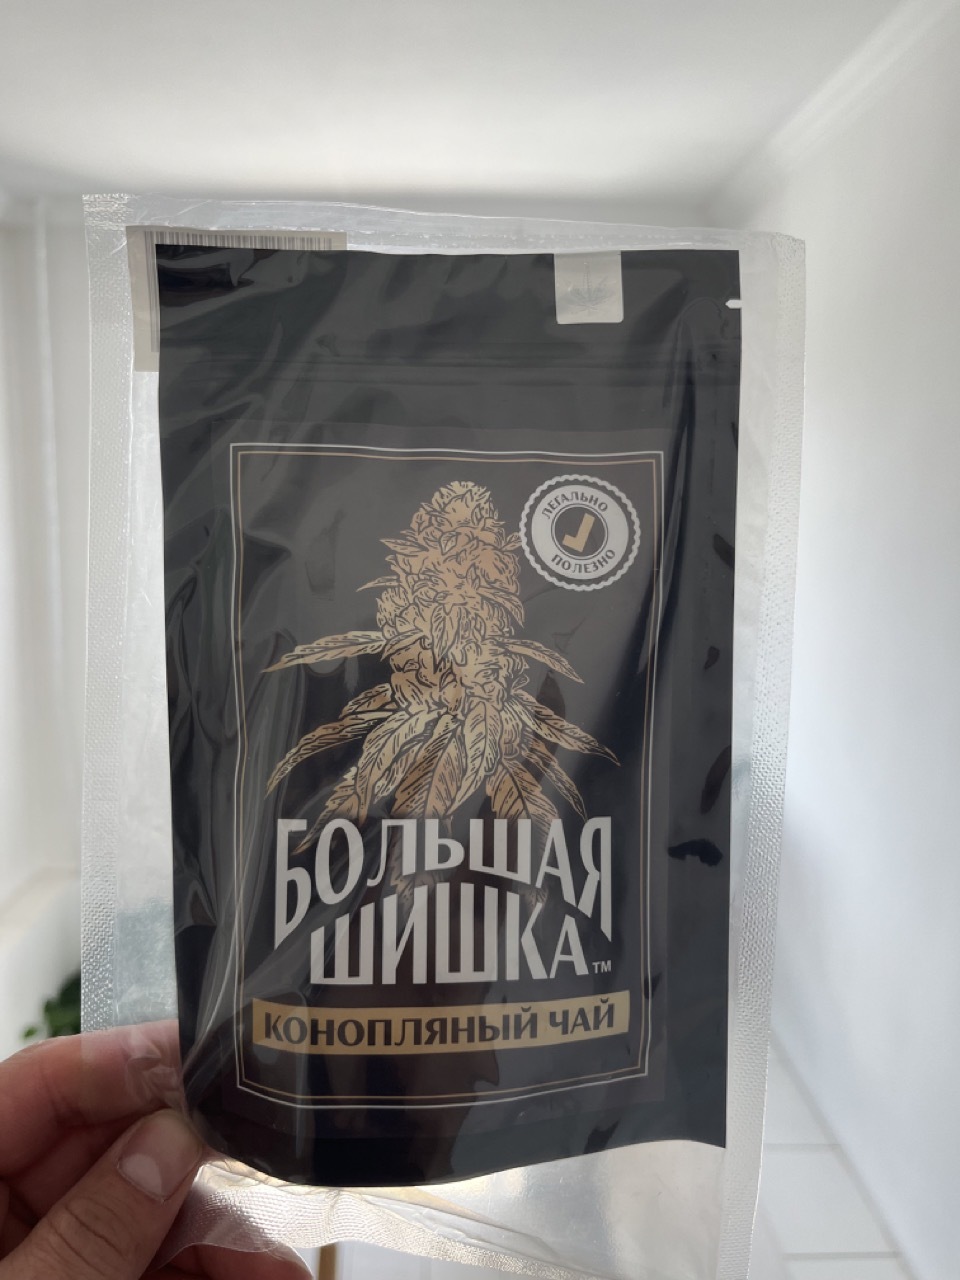 ЛЕГАЛЬНО
ПОЛЕЗНО
БОЛЬШАЯ
ШИШКА™
КОНОПЛЯНЫЙ ЧАЙ